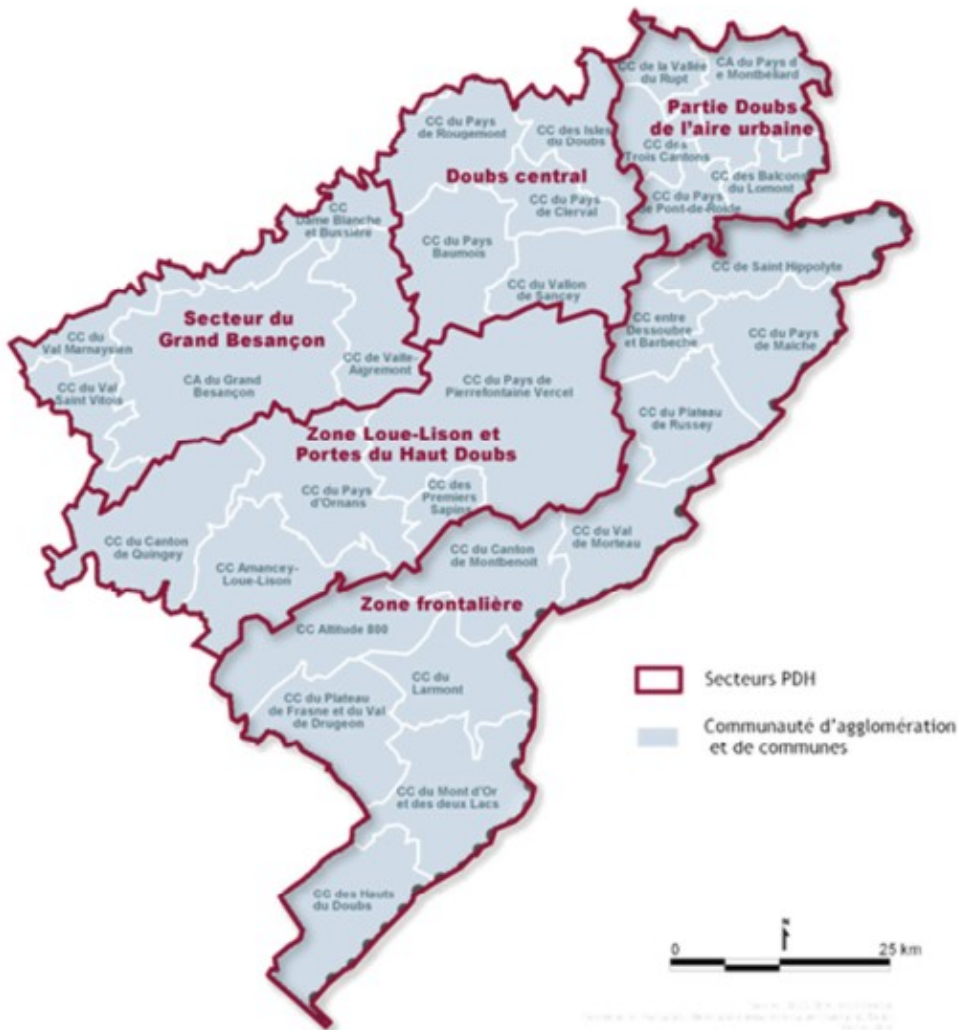 CC de la Vallée
du Rupt
CA du Pays d
e Montbéliard
Partie Doubs
de l'aire urbaine
CC des
Trois Cantons
CC des Balcons
du Lomont
CC du Pays
de Pont-de-Roide
CC du Pays
de Rougemont
CC des Isles
du Doubs
Doubs central
CC du Pays
de Clerval
CC du Pays
Baumois
CC du Vallon
de Sancey
CC
Dame Blanche
et Bussière
Secteur du
Grand Besançon
CC du
Val Marnaysien
CC du Val
Saint Vitois
CA du Grand
Besançon
CC de Vaite-
Aigremont
CC de Saint Hippolyte
CC entre
Dessoubre
et Barbeche
CC du Pays
de Maiche
CC du Plateau
de Russey
CC du Pays de
Pierrefontaine Vercel
Zone Loue-Lison et
Portes du Haut Doubs
CC du Pays
d'Ornans
CC des
Premiers
Sapins
CC du Canton
de Quingey
CC Amancey-
Loue-Lison
CC du Canton
de Montbenoit
CC du Val
de Morteau
Zone frontalière
CC Altitude 800
CC du
Larmont
CC du Plateau
de Frasne et du Val
de Drugeon
CC du Mont d'Or
et des deux Lacs
CC des Hauts
du Doubs
Secteurs PDH
Communauté d'agglomération
et de communes
N
0 25 km